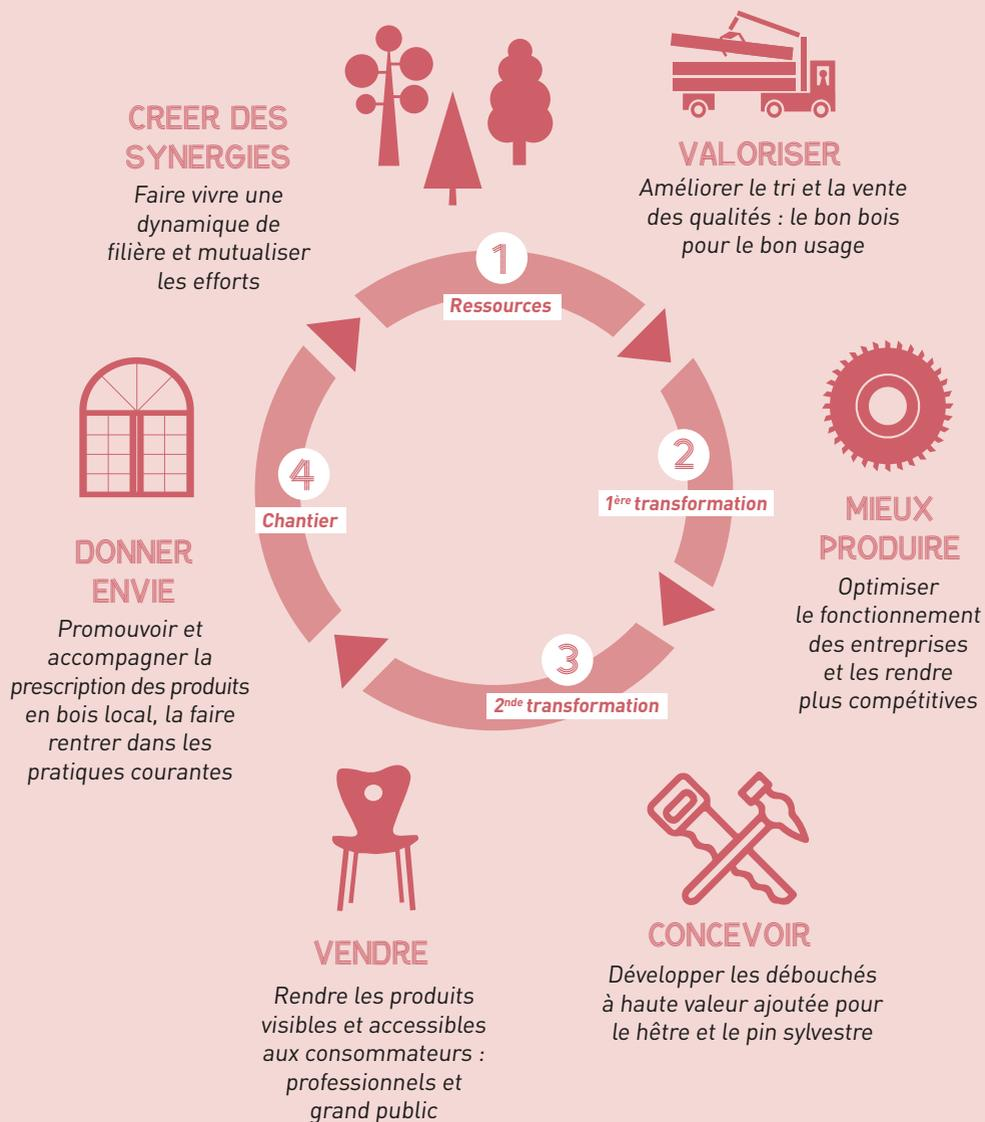 CREER DES
SYNERGIES
Faire vivre une
dynamique de
filière et mutualiser
les efforts
VALORISER
Améliorer le tri et la vente
des qualités : le bon bois
pour le bon usage
1
Ressources
2
1ère transformation
MIEUX
PRODUIRE
Optimiser
le fonctionnement
des entreprises
et les rendre
plus compétitives
3
2nde transformation
CONCEVOIR
Développer les débouchés
à haute valeur ajoutée pour
le hêtre et le pin sylvestre
VENDRE
Rendre les produits
visibles et accessibles
aux consommateurs :
professionnels et
grand public
4
Chantier
DONNER
ENVIE
Promouvoir et
accompagner la
prescription des produits
en bois local, la faire
rentrer dans les
pratiques courantes